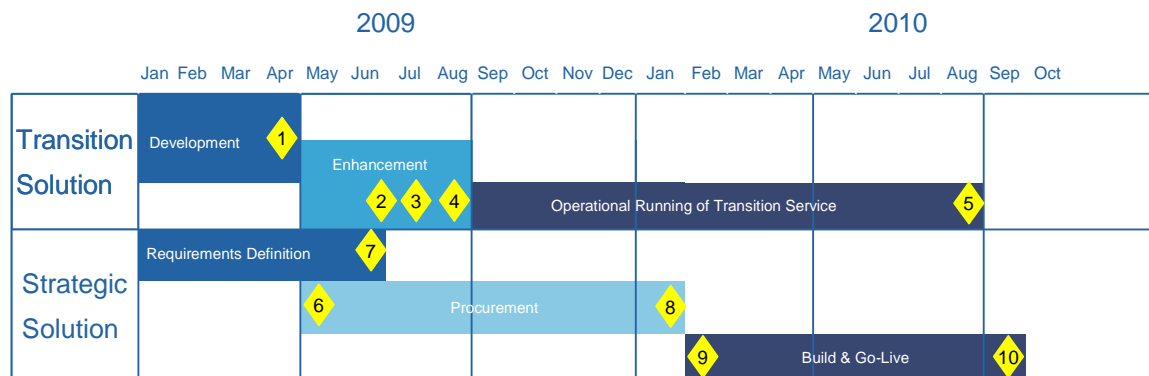 2009 2010
Jan Feb Mar Apr May Jun Jul Aug Sep Oct Nov Dec Jan Feb Mar Apr May Jun Jul Aug Sep Oct
Transition
Solution
Development 1
Enhancement
2 3 4
Operational Running of Transition Service 5
Strategic
Solution
Requirements Definition 7
6 Procurement 8
9 Build & Go-Live 10